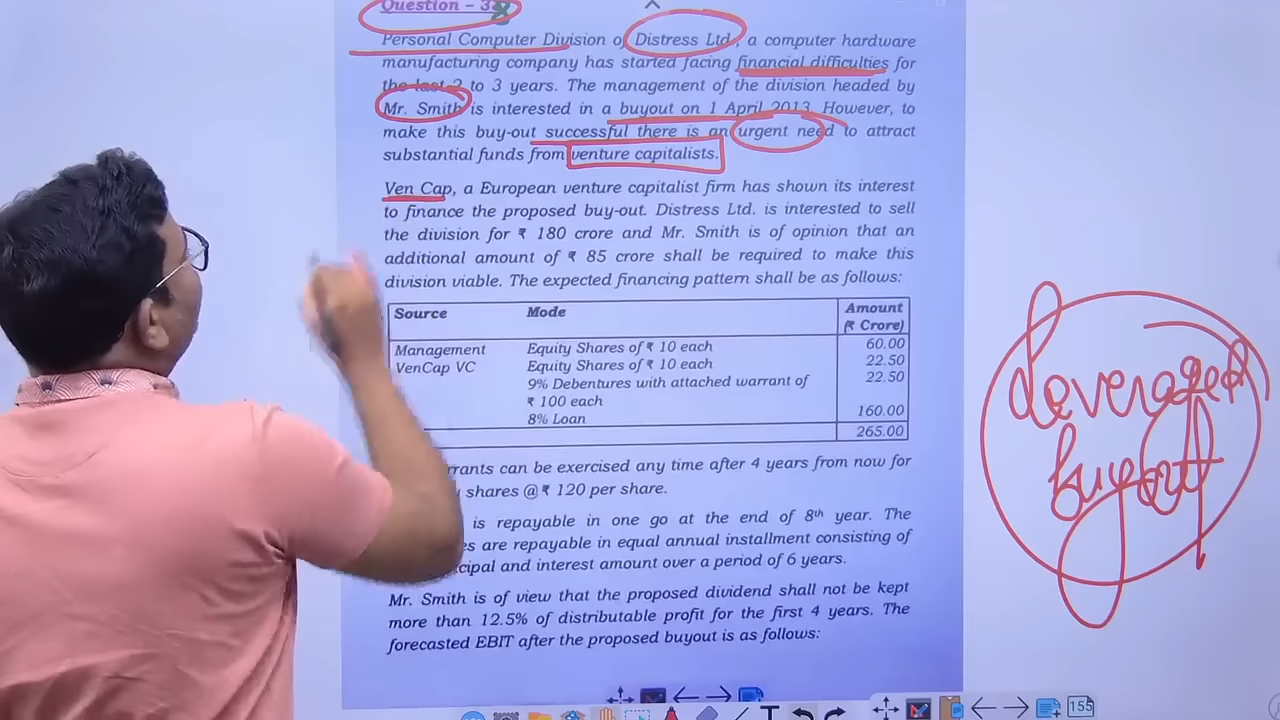 Question – 3
Personal Computer Division of Distress Ltd., a computer hardware
manufacturing company has started facing financial difficulties for
the last 2 to 3 years. The management of the division headed by
Mr. Smith is interested in a buyout on 1 April 2013. However, to
make this buy-out successful there is an urgent need to attract
substantial funds from venture capitalists.
Ven Cap, a European venture capitalist firm has shown its interest
to finance the proposed buy-out. Distress Ltd. is interested to sell
the division for ₹ 180 crore and Mr. Smith is of opinion that an
additional amount of ₹ 85 crore shall be required to make this
division viable. The expected financing pattern shall be as follows:
Source Mode Amount
(₹ Crore)
Management Equity Shares of ₹ 10 each 60.00
VenCap VC Equity Shares of ₹ 10 each 22.50
9% Debentures with attached warrant of 22.50
₹ 100 each
8% Loan 160.00
265.00
rrants can be exercised any time after 4 years from now for
shares @ ₹ 120 per share.
is repayable in one go at the end of 8th year. The
es are repayable in equal annual installment consisting of
cipal and interest amount over a period of 6 years.
Mr. Smith is of view that the proposed dividend shall not be kept
more than 12.5% of distributable profit for the first 4 years. The
forecasted EBIT after the proposed buyout is as follows:
Leveraged
buyout
155